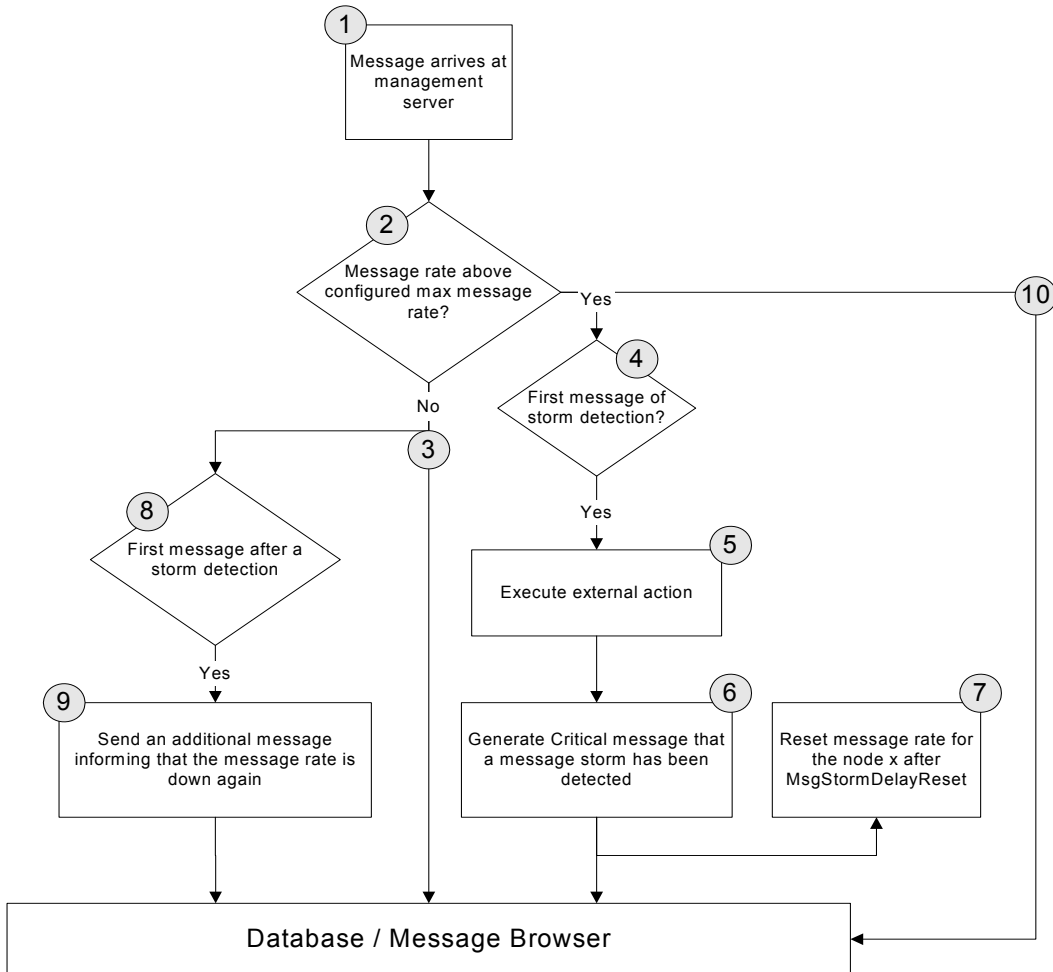 1
Message arrives at
management
server
2
Message rate above
configured max message
rate?
10
Yes
4
First message of
storm detection?
No
3
8
First message after a
storm detection
Yes
5
Execute external action
Yes
9
Send an additional message
informing that the message rate is
down again
6
Generate Critical message that
a message storm has been
detected
7
Reset message rate for
the node x after
MsgStormDelayReset
Database / Message Browser